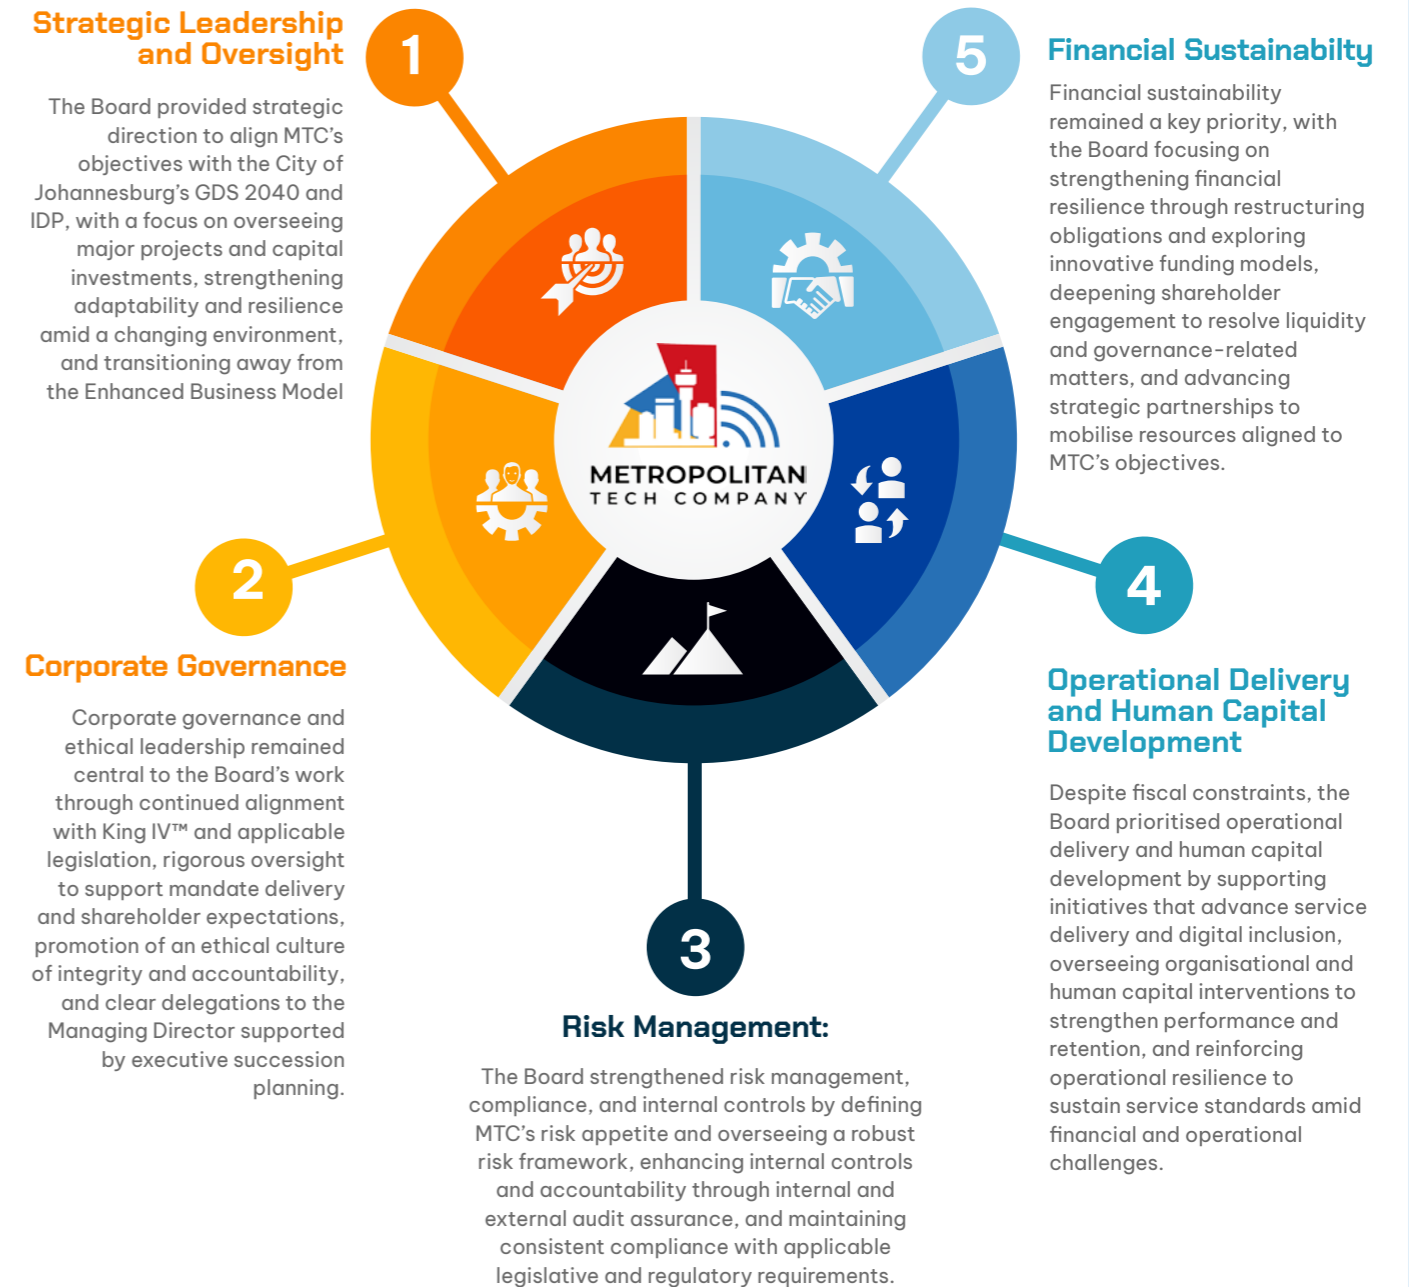 Strategic Leadership
and Oversight
1
The Board provided strategic
direction to align MTC's
objectives with the City of
Johannesburg's GDS 2040 and
IDP, with a focus on overseeing
major projects and capital
investments, strengthening
adaptability and resilience
amid a changing environment,
and transitioning away from
the Enhanced Business Model
2
Corporate Governance
Corporate governance and
ethical leadership remained
central to the Board's work
through continued alignment
with King IV™ and applicable
legislation, rigorous oversight
to support mandate delivery
and shareholder expectations,
promotion of an ethical culture
of integrity and accountability,
and clear delegations to the
Managing Director supported
by executive succession
planning.
METROPOLITAN
TECH COMPANY
3
Risk Management:
The Board strengthened risk management,
compliance, and internal controls by defining
MTC's risk appetite and overseeing a robust
risk framework, enhancing internal controls
and accountability through internal and
external audit assurance, and maintaining
consistent compliance with applicable
legislative and regulatory requirements.
4
Operational Delivery
and Human Capital
Development
Despite fiscal constraints, the
Board prioritised operational
delivery and human capital
development by supporting
initiatives that advance service
delivery and digital inclusion,
overseeing organisational and
human capital interventions to
strengthen performance and
retention, and reinforcing
operational resilience to
sustain service standards amid
financial and operational
challenges.
5
Financial Sustainabilty
Financial sustainability
remained a key priority, with
the Board focusing on
strengthening financial
resilience through restructuring
obligations and exploring
innovative funding models,
deepening shareholder
engagement to resolve liquidity
and governance-related
matters, and advancing
strategic partnerships to
mobilise resources aligned to
MTC's objectives.